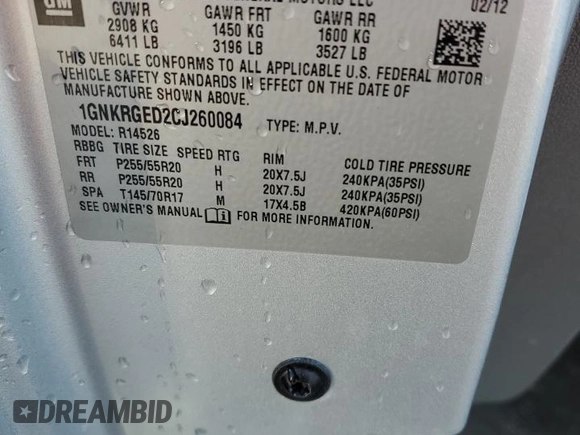 GM
GENERAL MOTORS LLC
02/12
GVWR GAWR FRT GAWR RR
2908 KG 1450 KG 1600 KG
6411 LB 3196 LB 3527 LB
THIS VEHICLE CONFORMS TO ALL APPLICABLE U.S. FEDERAL MOTOR
VEHICLE SAFETY STANDARDS IN EFFECT ON THE DATE OF
MANUFACTURE SHOWN ABOVE.
1GNKRGED2CJ260084 TYPE: M.P.V.
MODEL: R14526
RBBG TIRE SIZE SPEED RTG RIM COLD TIRE PRESSURE
FRT P255/55R20 H 20X7.5J 240KPA(35PSI)
RR P255/55R20 H 20X7.5J 240KPA(35PSI)
SPA T145/70R17 M 17X4.5B 420KPA(60PSI)
SEE OWNER'S MANUAL FOR MORE INFORMATION.
DREAMBID